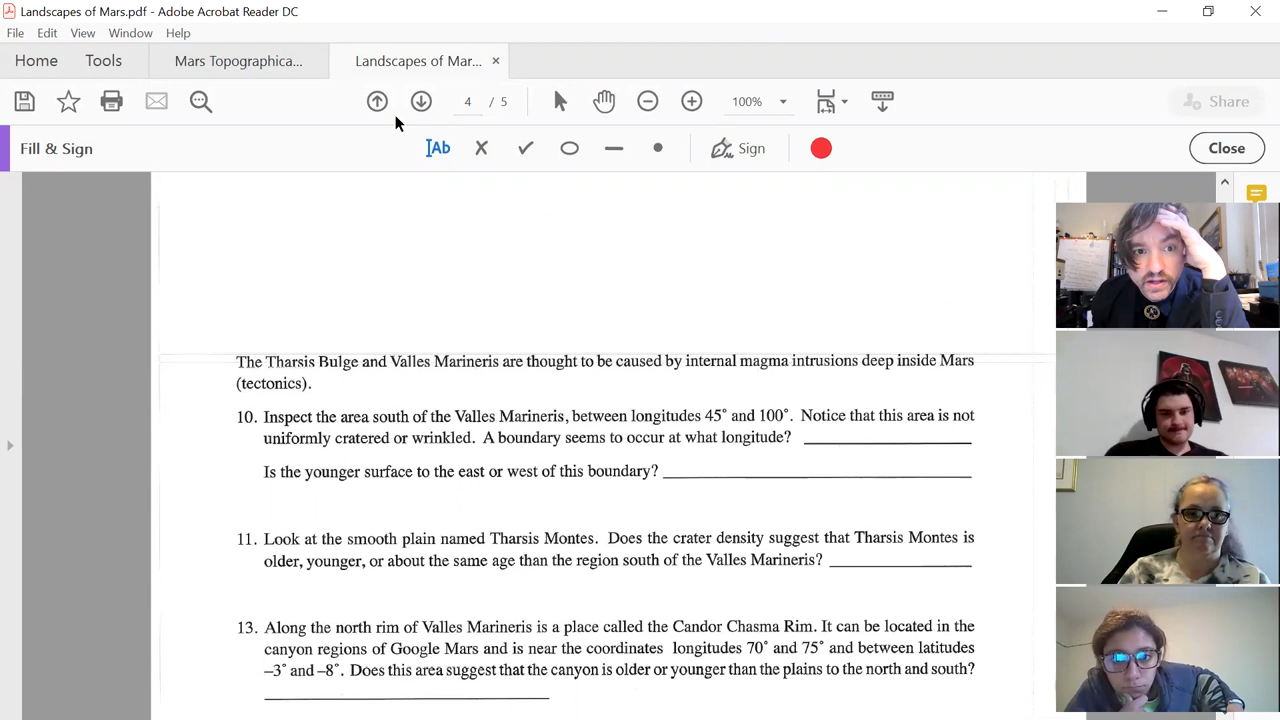 Landscapes of Mars.pdf - Adobe Acrobat Reader DC
File Edit View Window Help
Home Tools Mars Topographica... Landscapes of Mar... ×
4 / 5 100% Share
Fill & Sign Ab Sign Close
The Tharsis Bulge and Valles Marineris are thought to be caused by internal magma intrusions deep inside Mars
(tectonics).
10. Inspect the area south of the Valles Marineris, between longitudes 45° and 100°. Notice that this area is not
uniformly cratered or wrinkled. A boundary seems to occur at what longitude?
Is the younger surface to the east or west of this boundary?
11. Look at the smooth plain named Tharsis Montes. Does the crater density suggest that Tharsis Montes is
older, younger, or about the same age than the region south of the Valles Marineris?
13. Along the north rim of Valles Marineris is a place called the Candor Chasma Rim. It can be located in the
canyon regions of Google Mars and is near the coordinates longitudes 70° and 75° and between latitudes
–3° and –8°. Does this area suggest that the canyon is older or younger than the plains to the north and south?